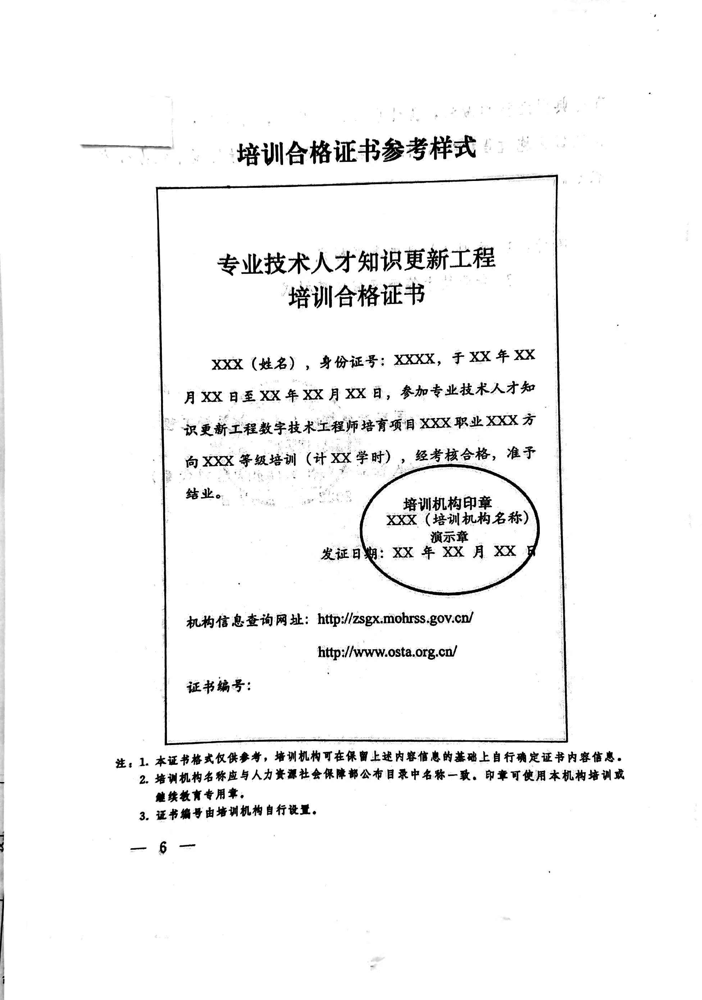 培训合格证书参考样式
专业技术人才知识更新工程
培训合格证书
XXX（姓名），身份证号：XXXX，于 XX 年 XX
月 XX 日至 XX 年 XX 月 XX 日，参加专业技术人才知
识更新工程数字技术工程师培育项目 XXX 职业 XXX 方
向 XXX 等级培训（计 XX 学时），经考核合格，准予
结业。
培训机构印章
XXX（培训机构名称）
演示章
发证日期：XX 年 XX 月 XX 日
机构信息查询网址：http://zsgx.mohrss.gov.cn/
http://www.osta.org.cn/
证书编号：
注：1. 本证书格式仅供参考，培训机构可在保留上述内容信息的基础上自行确定证书内容信息。
2. 培训机构名称应与人力资源社会保障部公布目录中名称一致。印章可使用本机构培训或
继续教育专用章。
3. 证书编号由培训机构自行设置。
— 6 —